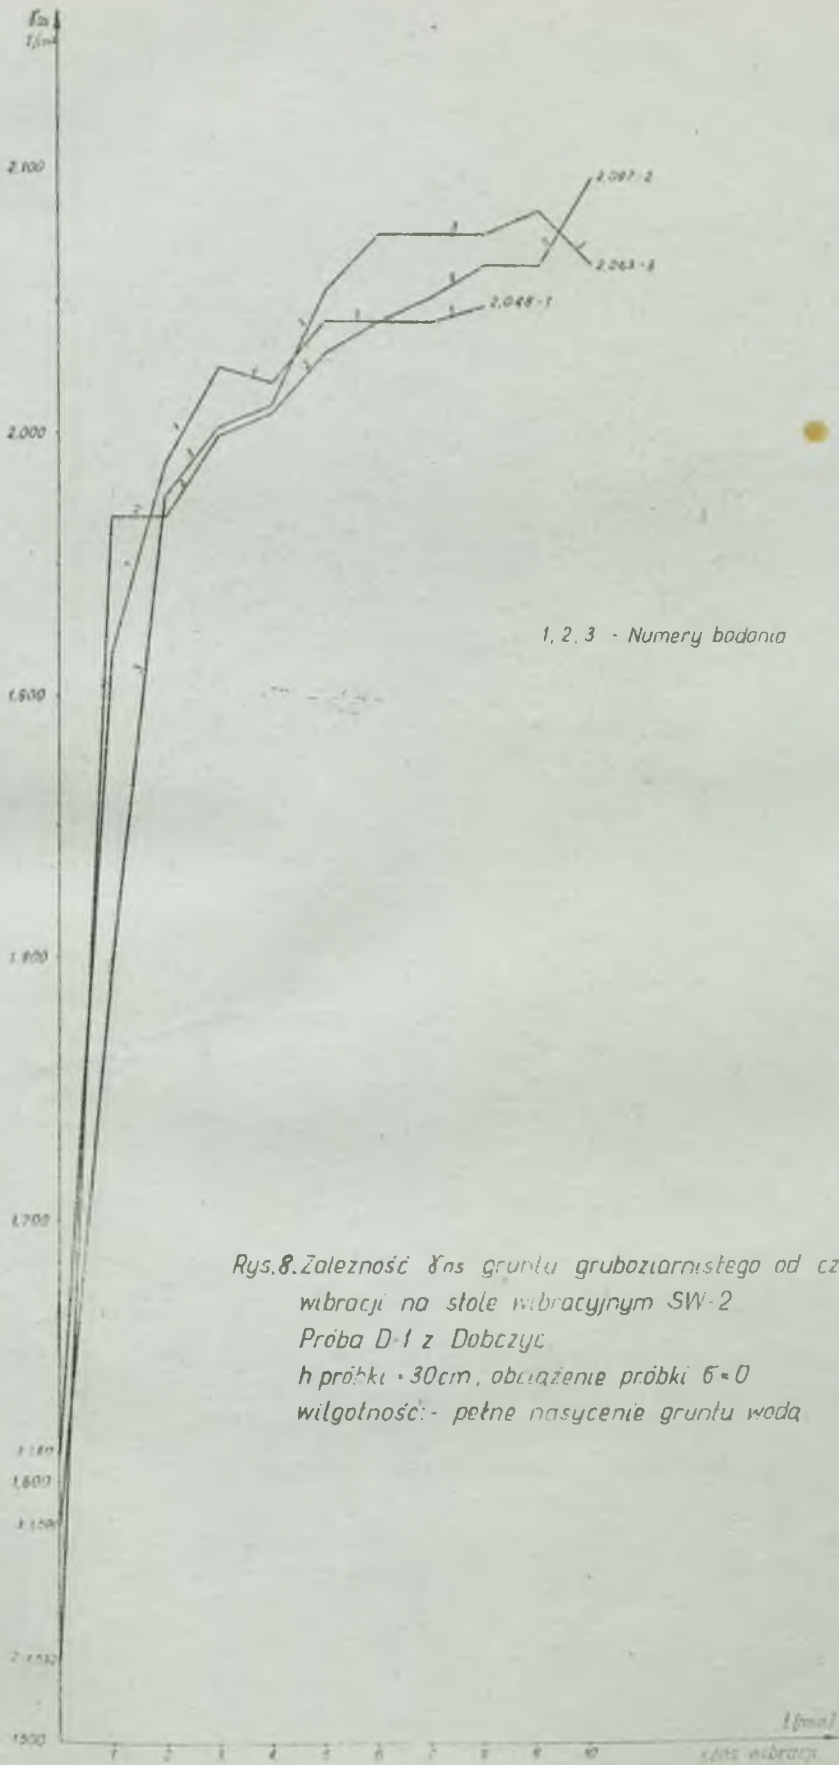 2,100
2,097-2
2,063-3
2,048-1
2,000
1, 2, 3 - Numery badania
1,900
1,800
1,700
Rys.8. Zależność γns gruntu gruboziarnistego od cz
wibracji na stole wibracyjnym SW-2
Próba D-1 z Dobczyc
h próbki = 30cm, obciążenie próbki σ=0
wilgotność:- pełne nasycenie gruntu wodą
1,600
1500
t [min]
1 2 3 4 5 6 7 8 9 10
czas wibracji